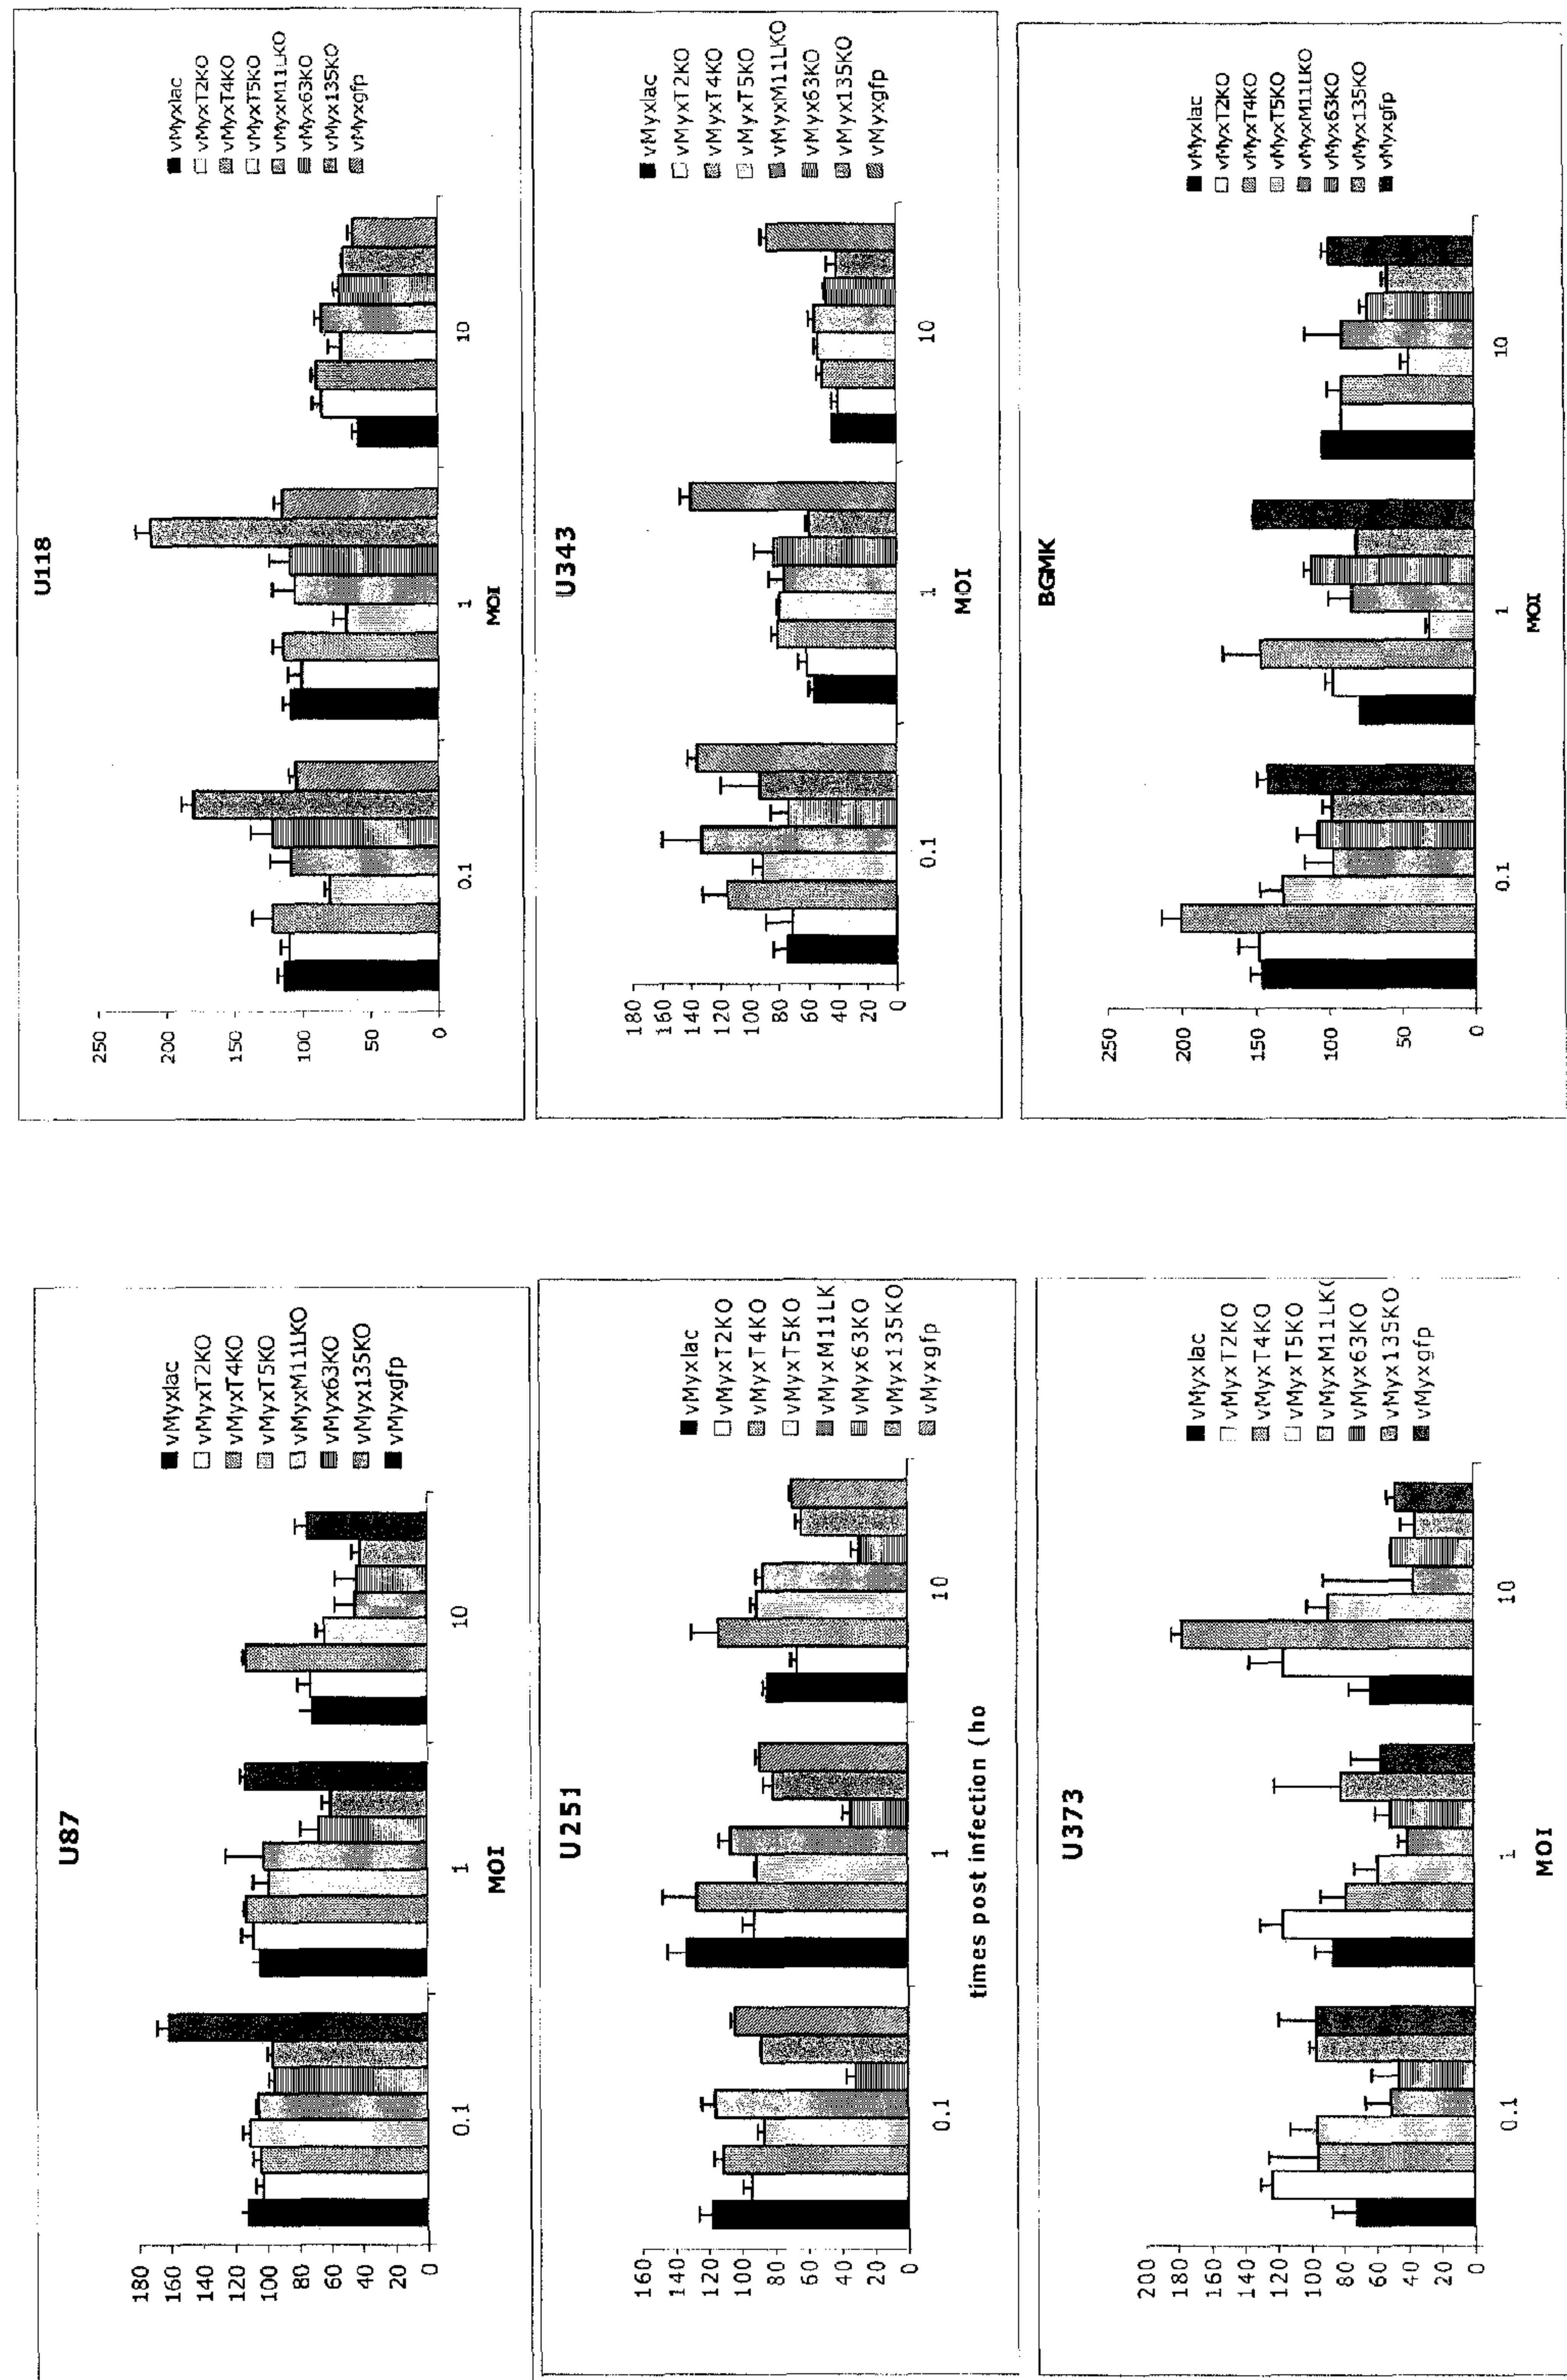 U87
180
160
140
120
100
80
60
40
20
0
0.1
1
10
MOI
vMyxlac
vMyxT2KO
vMyxT4KO
vMyxT5KO
vMyxM11LKO
vMyx63KO
vMyx135KO
vMyxgfp
U118
250
200
150
100
50
0
0.1
1
10
MOI
vMyxlac
vMyxT2KO
vMyxT4KO
vMyxT5KO
vMyxM11LKO
vMyx63KO
vMyx135KO
vMyxgfp
U251
160
140
120
100
80
60
40
20
0
0.1
1
10
times post infection (ho
vMyxlac
vMyxT2KO
vMyxT4KO
vMyxT5KO
vMyxM11LK
vMyx63KO
vMyx135KO
vMyxgfp
U343
180
160
140
120
100
80
60
40
20
0
0.1
1
10
MOI
vMyxlac
vMyxT2KO
vMyxT4KO
vMyxT5KO
vMyxM11LKO
vMyx63KO
vMyx135KO
vMyxgfp
U373
200
180
160
140
120
100
80
60
40
20
0
0.1
1
10
MOI
vMyxlac
vMyxT2KO
vMyxT4KO
vMyxT5KO
vMyxM11LK(
vMyx63KO
vMyx135KO
vMyxgfp
BGMK
250
200
150
100
50
0
0.1
1
10
MOI
vMyxlac
vMyxT2KO
vMyxT4KO
vMyxT5KO
vMyxM11LKO
vMyx63KO
vMyx135KO
vMyxgfp